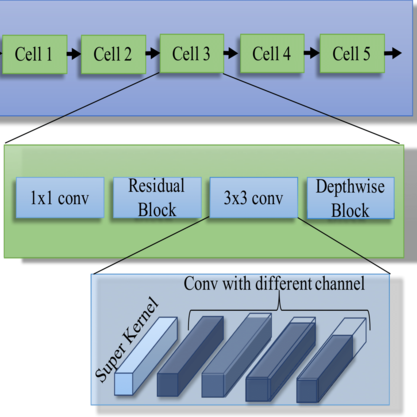 Cell 1 Cell 2 Cell 3 Cell 4 Cell 5
1x1 conv
Residual
Block
3x3 conv
Depthwise
Block
Conv with different channel
Super Kernel